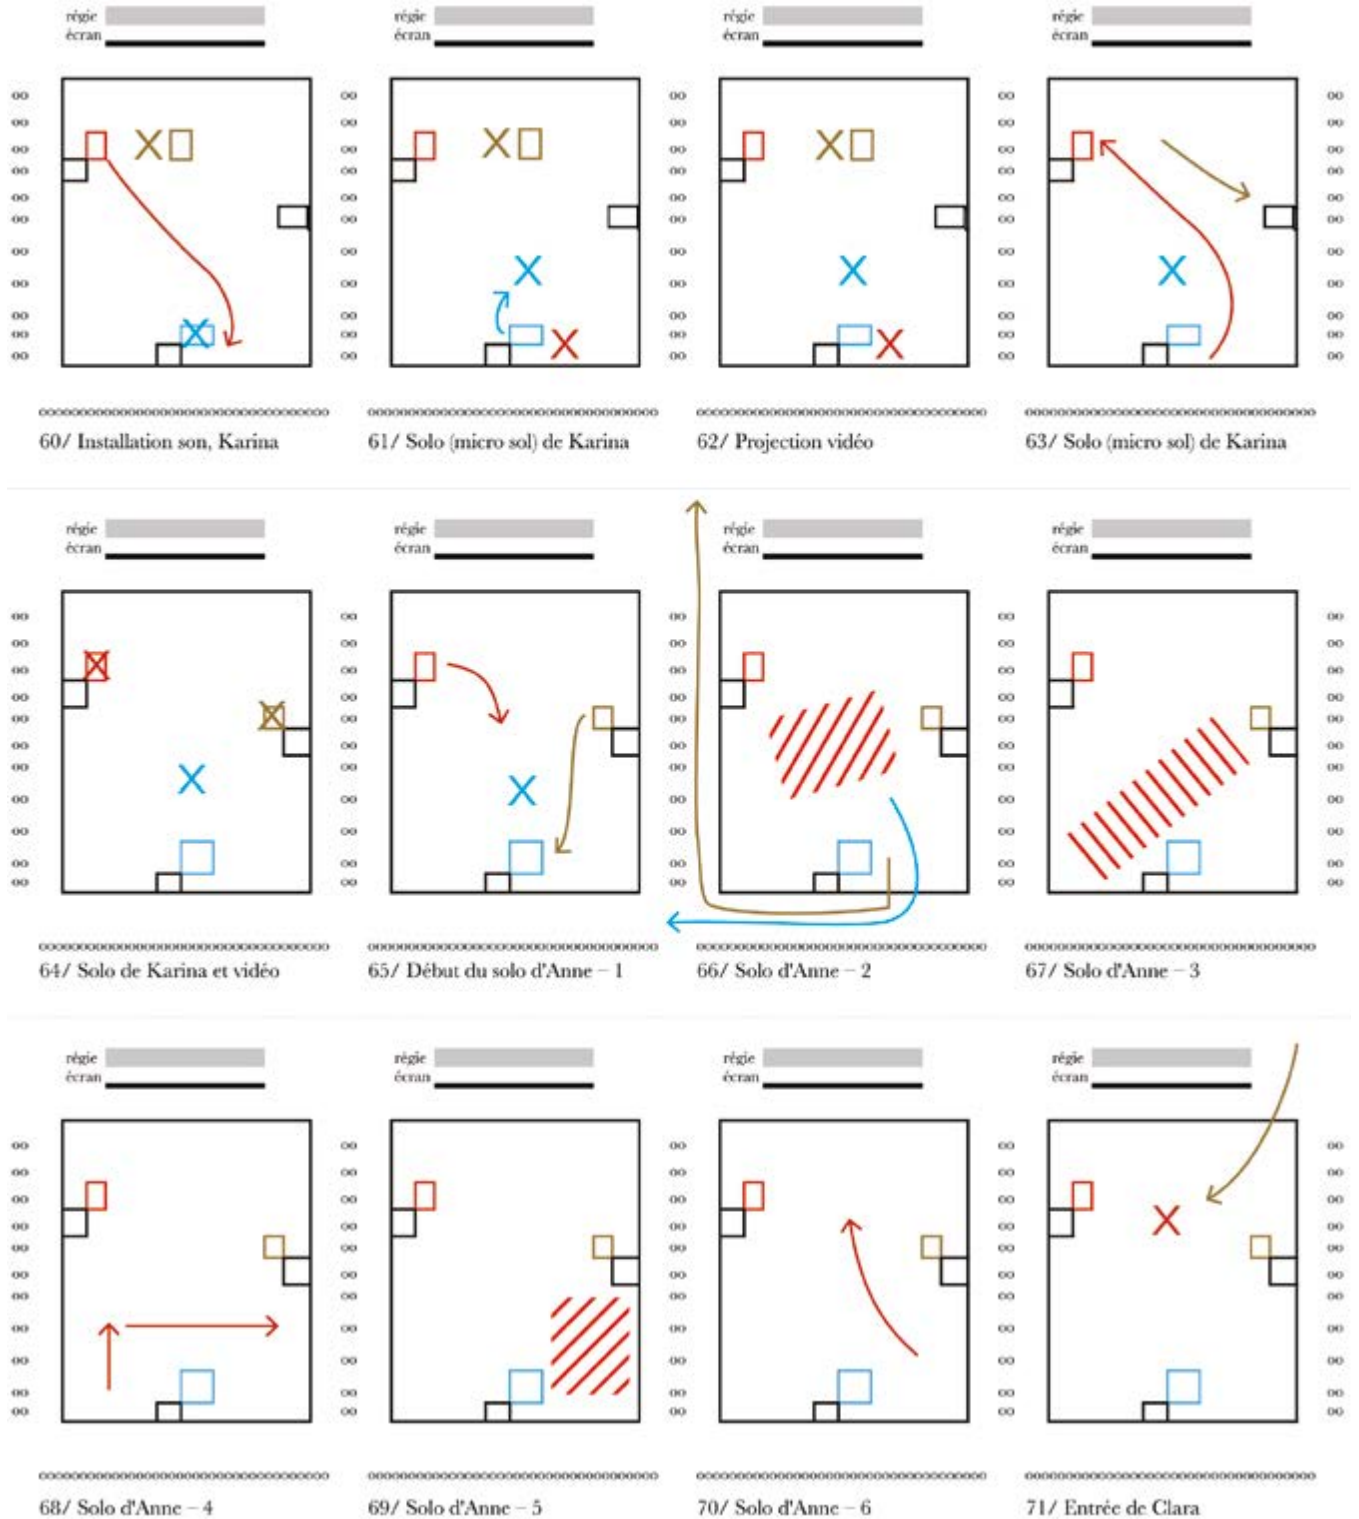 régie régie régie régie
écran écran écran écran
60/ Installation son, Karina 61/ Solo (micro sol) de Karina 62/ Projection vidéo 63/ Solo (micro sol) de Karina
régie régie régie régie
écran écran écran écran
64/ Solo de Karina et vidéo 65/ Début du solo d'Anne – 1 66/ Solo d'Anne – 2 67/ Solo d'Anne – 3
régie régie régie régie
écran écran écran écran
68/ Solo d'Anne – 4 69/ Solo d'Anne – 5 70/ Solo d'Anne – 6 71/ Entrée de Clara